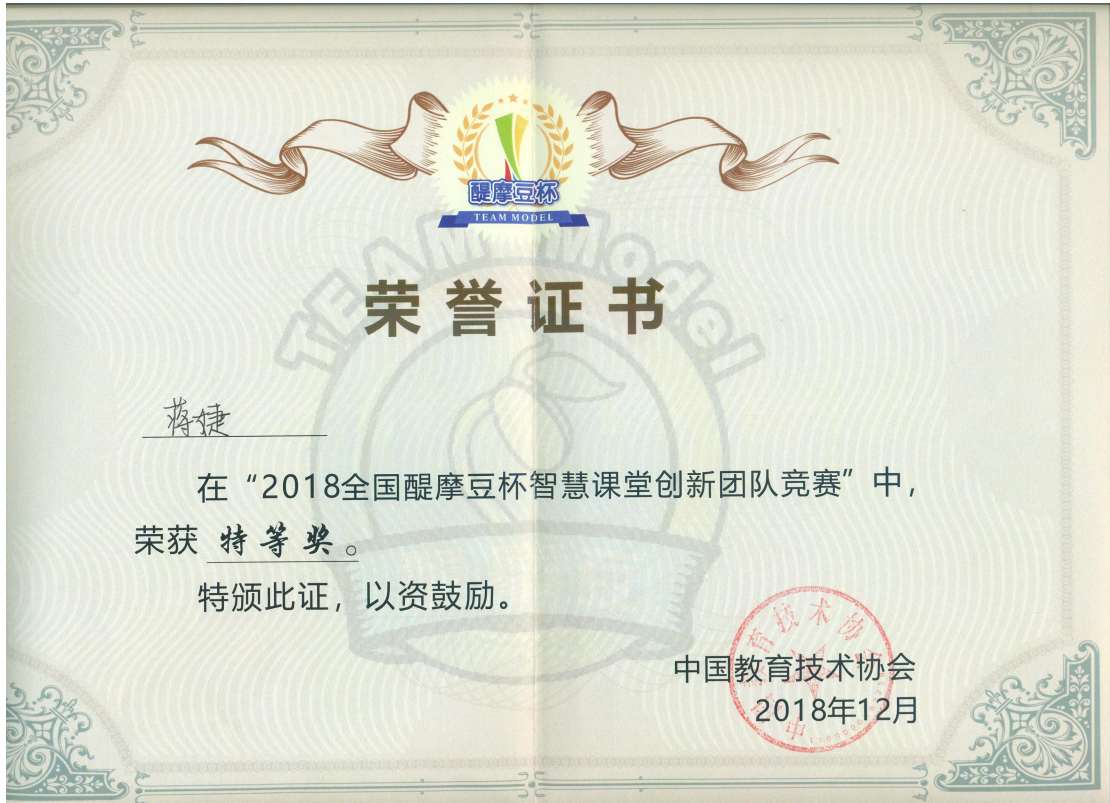 醍摩豆杯
TEAM MODEL
TEAM Model
荣誉证书
蒋婕
在“2018全国醍摩豆杯智慧课堂创新团队竞赛”中,
荣获 特等奖。
特颁此证，以资鼓励。
中国教育技术协会
2018年12月